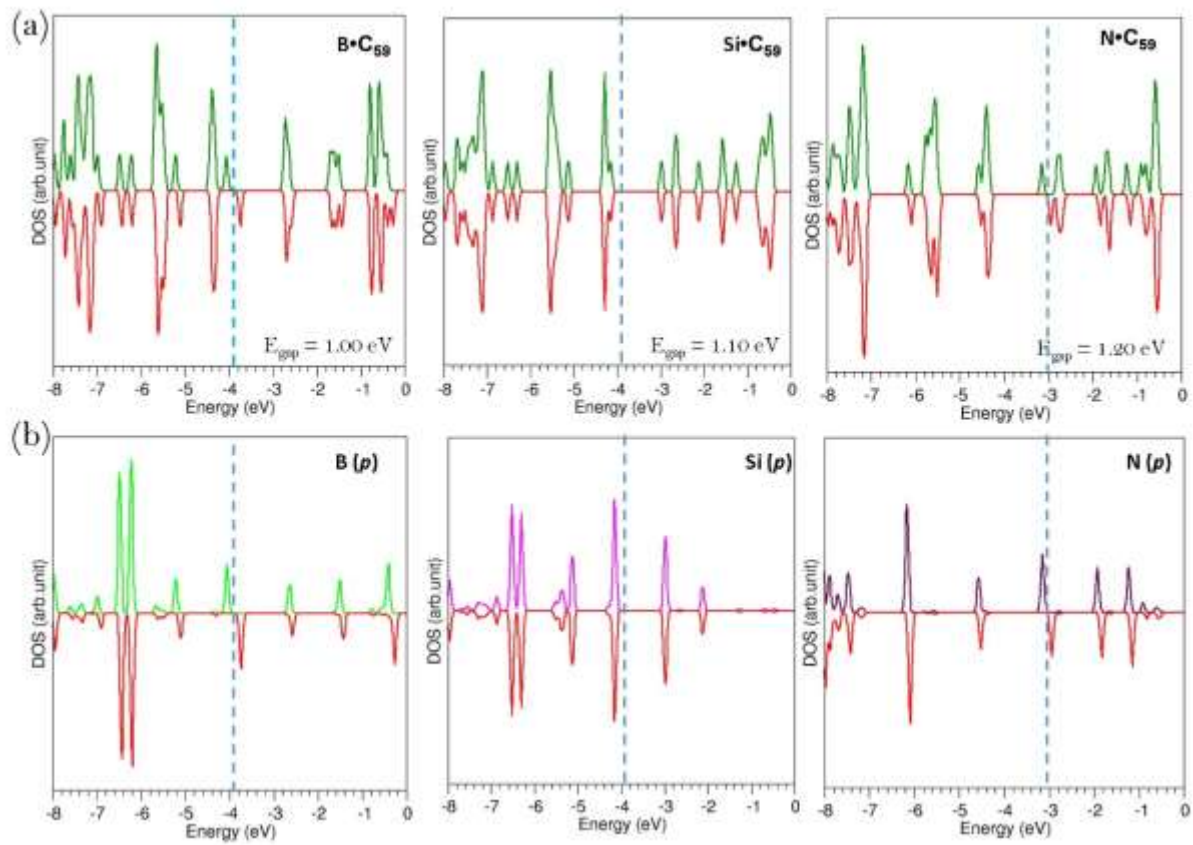 (a)
B•C₅₉
Si•C₅₉
N•C₅₉
DOS (arb.unit)
DOS (arb.unit)
DOS (arb.unit)
E_gap = 1.00 eV
E_gap = 1.10 eV
E_gap = 1.20 eV
-8 -7 -6 -5 -4 -3 -2 -1 0
-8 -7 -6 -5 -4 -3 -2 -1 0
-8 -7 -6 -5 -4 -3 -2 -1 0
Energy (eV)
Energy (eV)
Energy (eV)
(b)
B (p)
Si (p)
N (p)
DOS (arb.unit)
DOS (arb.unit)
DOS (arb.unit)
-8 -7 -6 -5 -4 -3 -2 -1 0
-8 -7 -6 -5 -4 -3 -2 -1 0
-8 -7 -6 -5 -4 -3 -2 -1 0
Energy (eV)
Energy (eV)
Energy (eV)